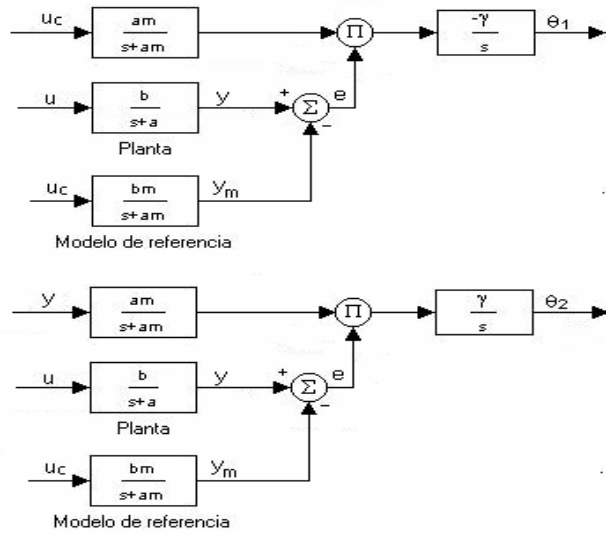 uc am s+am Π -γ s θ1
u b s+a y + Σ e -
Planta
uc bm s+am ym
Modelo de referencia
y am s+am Π γ s θ2
u b s+a y + Σ e -
Planta
uc bm s+am ym
Modelo de referencia